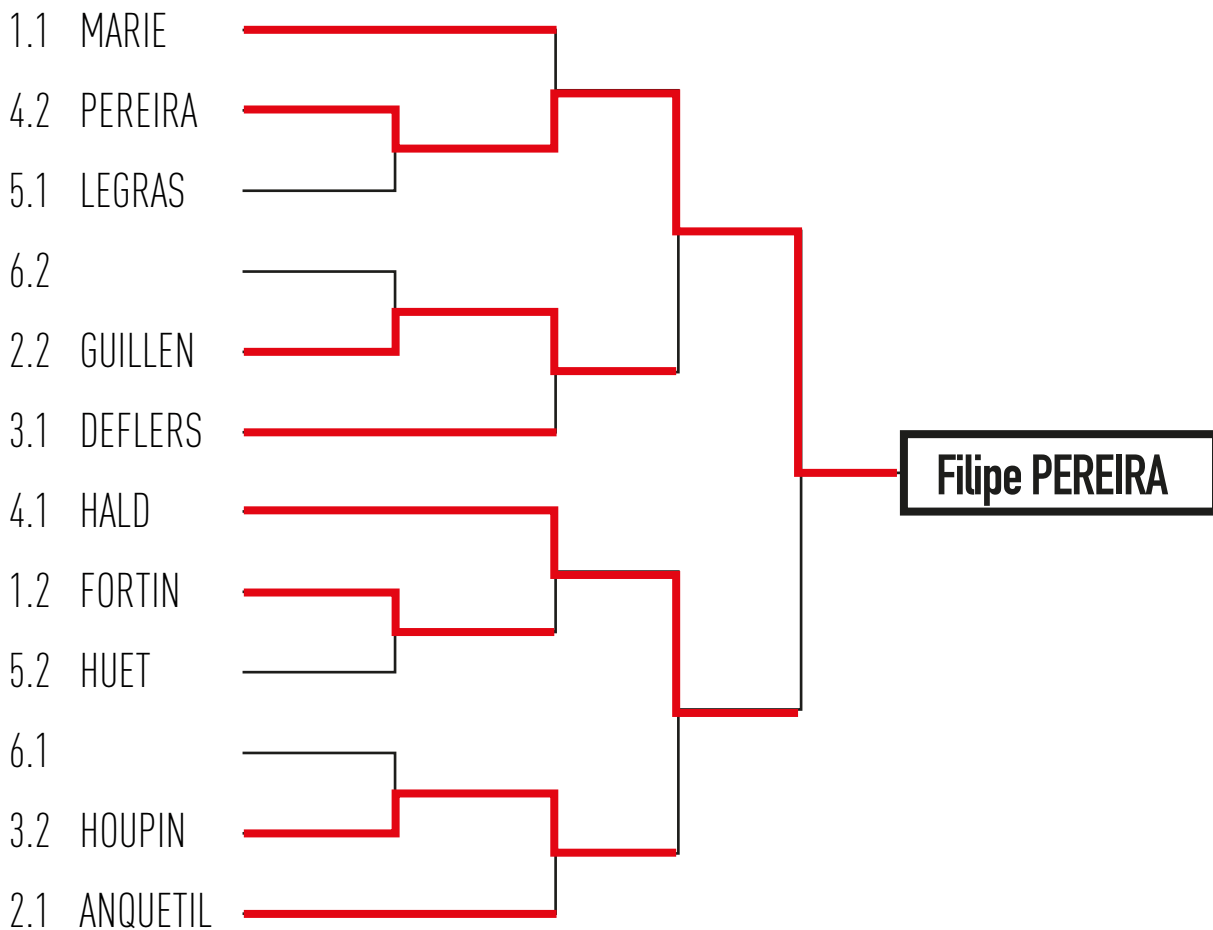 1.1 MARIE
4.2 PEREIRA
5.1 LEGRAS
6.2
2.2 GUILLEN
3.1 DEFLERS
4.1 HALD
Filipe PEREIRA
1.2 FORTIN
5.2 HUET
6.1
3.2 HOUPIN
2.1 ANQUETIL